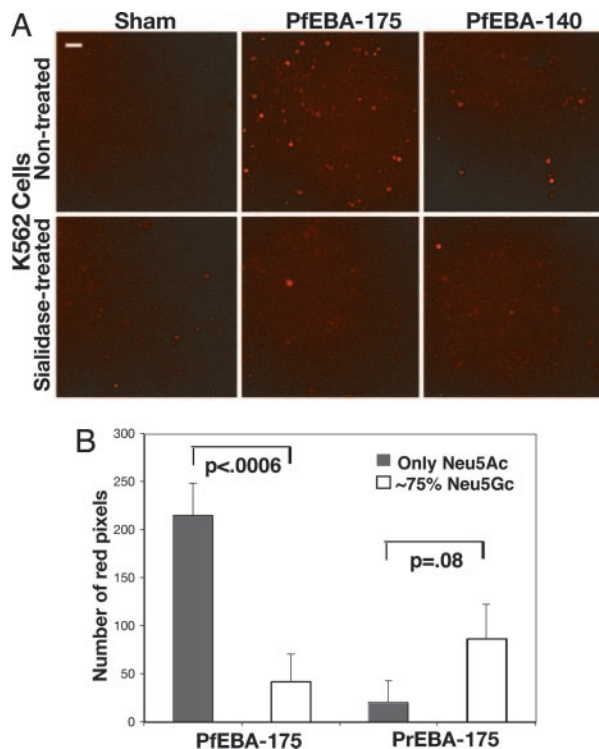 A
Sham
PfEBA-175
PfEBA-140
K562 Cells
Non-treated
Sialidase-treated
B
Number of red pixels
300
250
200
150
100
50
0
p<.0006
Only Neu5Ac
~75% Neu5Gc
p=.08
PfEBA-175
PrEBA-175